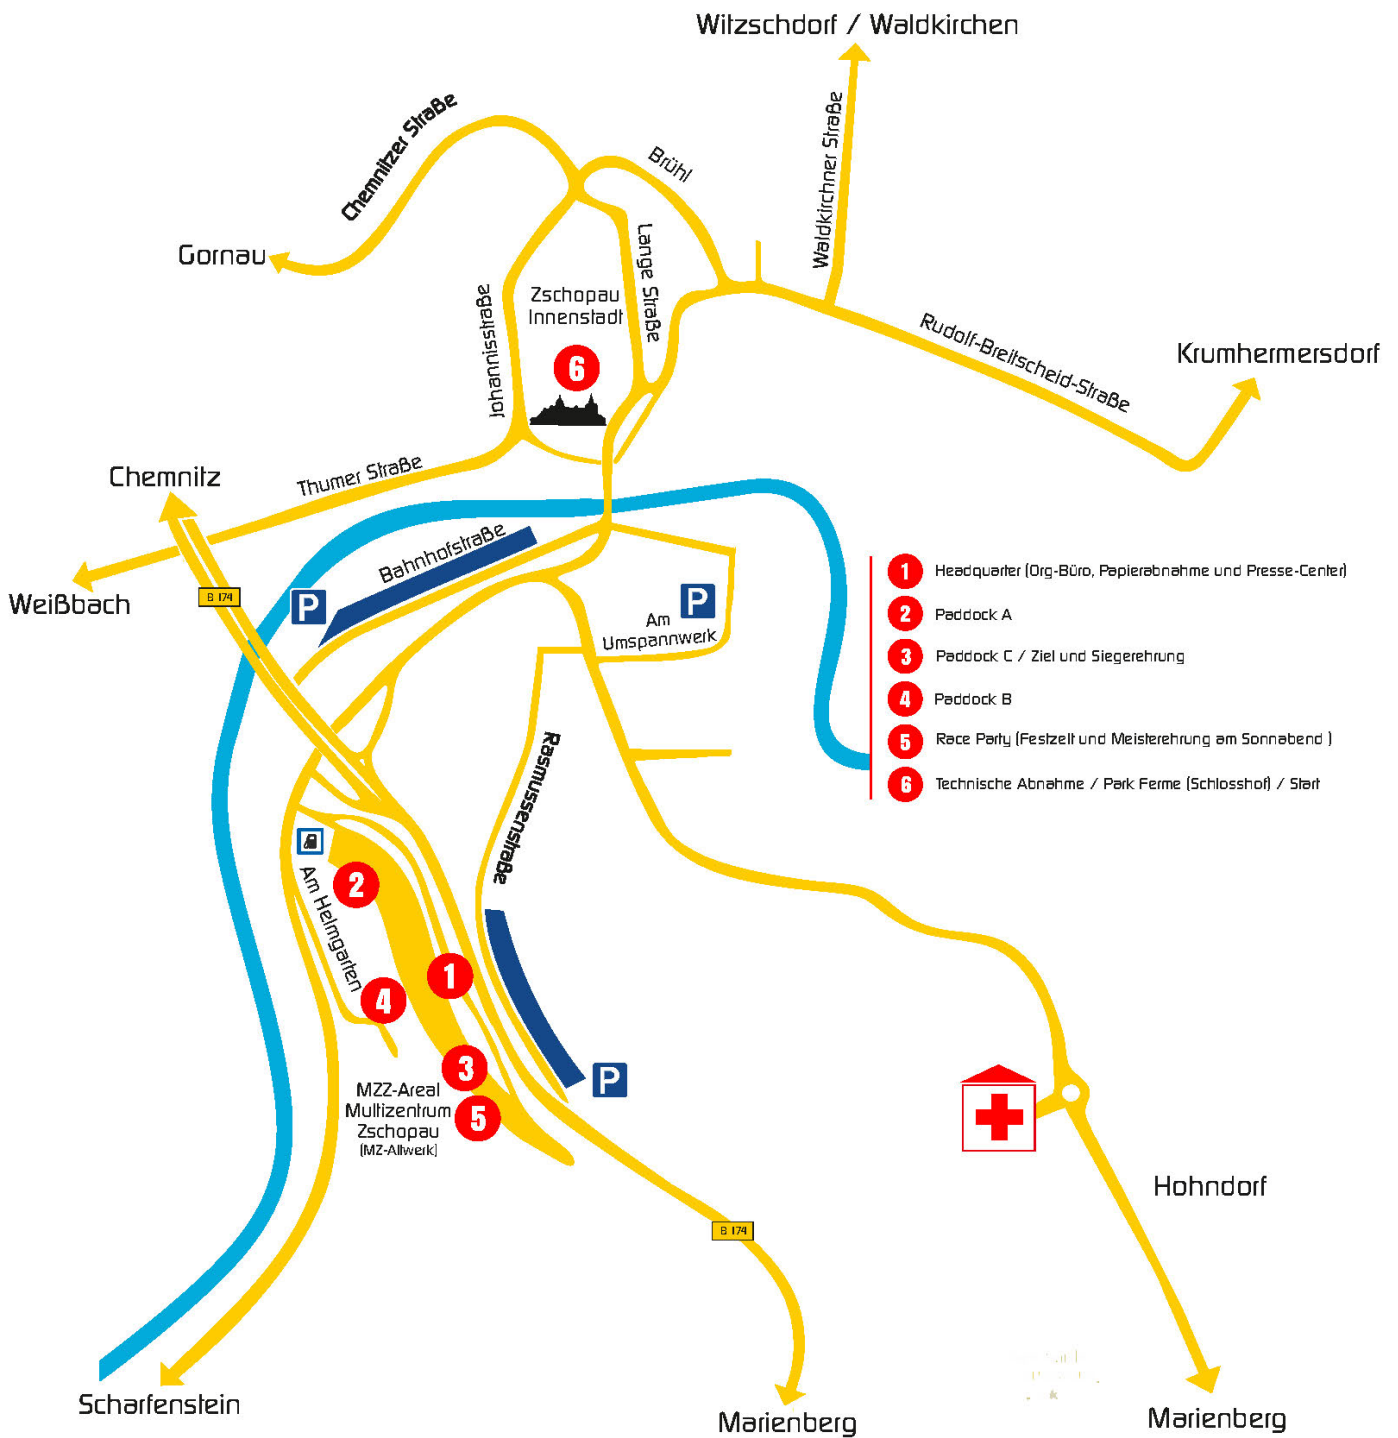 Witzschdorf / Waldkirchen
Chemnitzer Straße
Brühl
Waldkirchner Straße
Gornau
Lange Straße
Johannisstraße
Zschopau
Innenstadt
6
Rudolf-Breitscheid-Straße
Krumhermersdorf
Chemnitz
Thumer Straße
Bahnhofstraße
Weißbach
B 174
P
P
Am
Umspannwerk
1 Headquarter (Org-Büro, Papierabnahme und Presse-Center)
2 Paddock A
3 Paddock C / Ziel und Siegerehrung
4 Paddock B
5 Race Party (Festzelt und Meisterehrung am Sonnabend )
6 Technische Abnahme / Park Ferme (Schlosshof) / Start
Rasmussenstraße
2
Am Helmgarten
1
4
3
5
MZZ-Areal
Multizentrum
Zschopau
(MZ-Altwerk)
P
Hohndorf
B 174
Scharfenstein
Marienberg
Marienberg